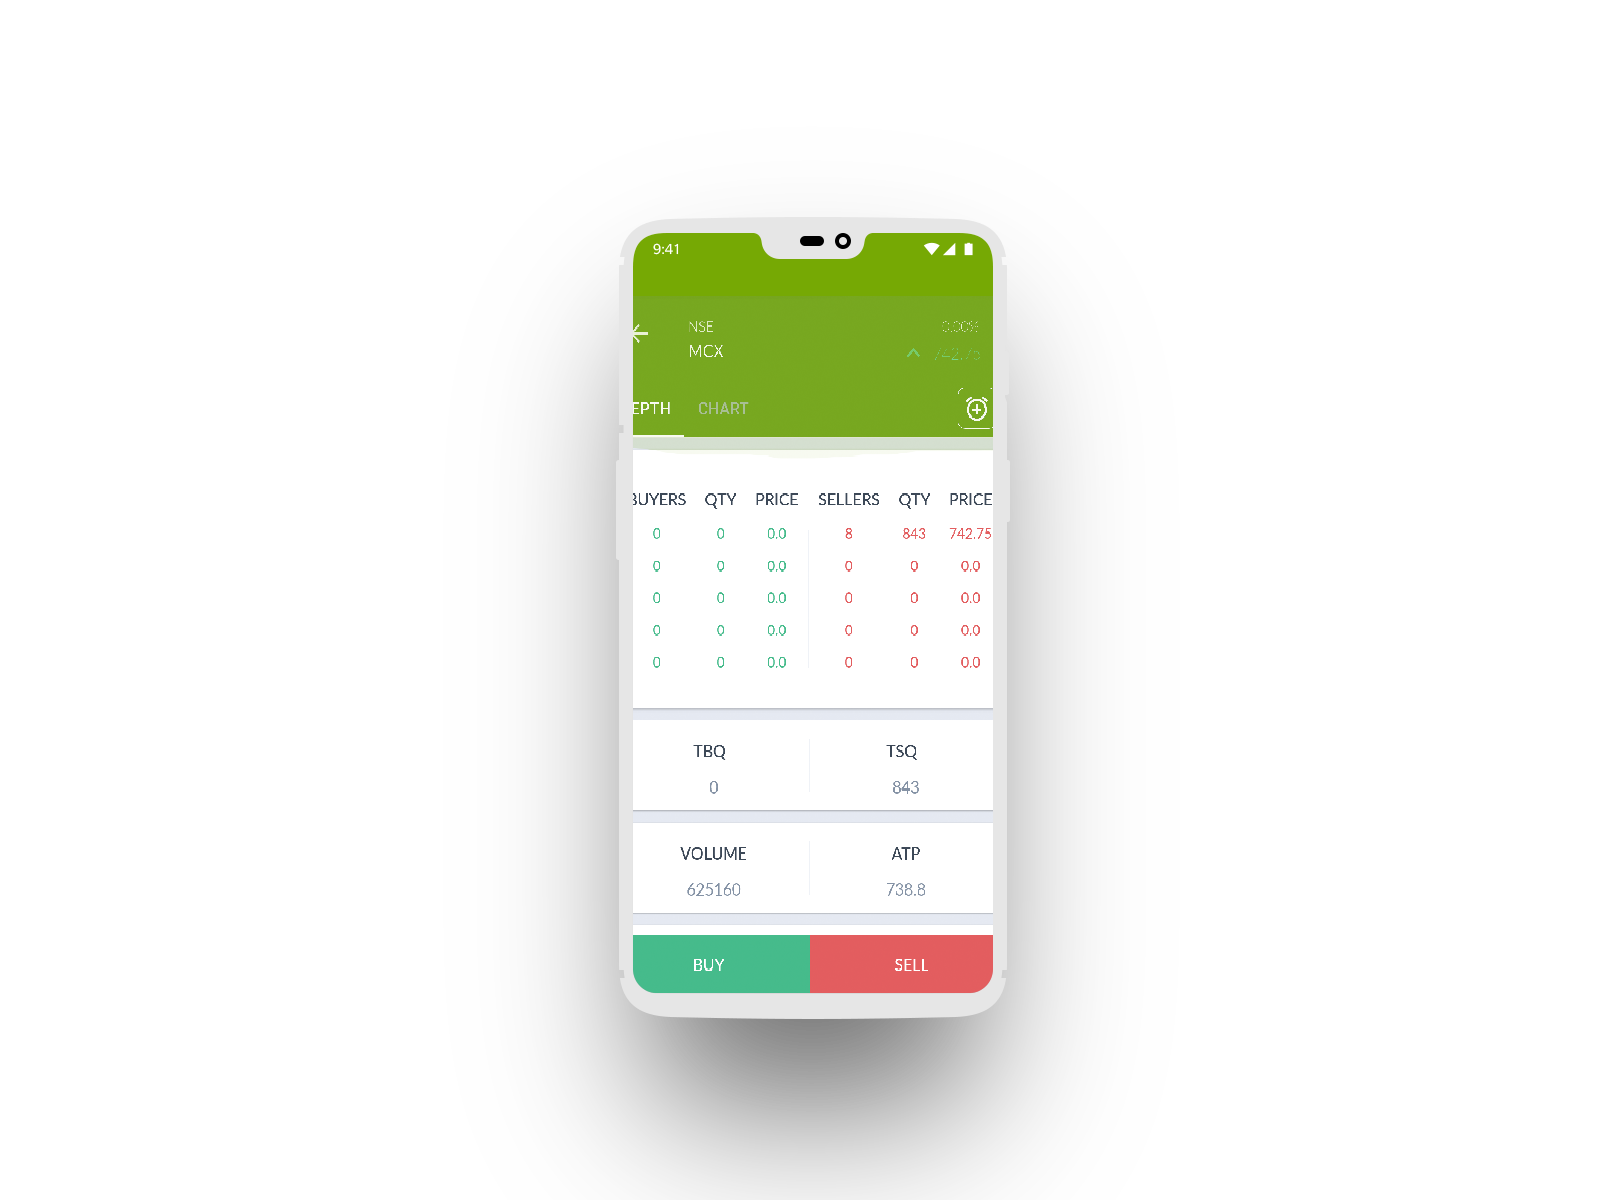 9:41
NSE 0.00%
MCX 742.75
EPTH CHART
BUYERS QTY PRICE SELLERS QTY PRICE
0 0 0.0 8 843 742.75
0 0 0.0 0 0 0.0
0 0 0.0 0 0 0.0
0 0 0.0 0 0 0.0
0 0 0.0 0 0 0.0
TBQ TSQ
0 843
VOLUME ATP
625160 738.8
BUY SELL